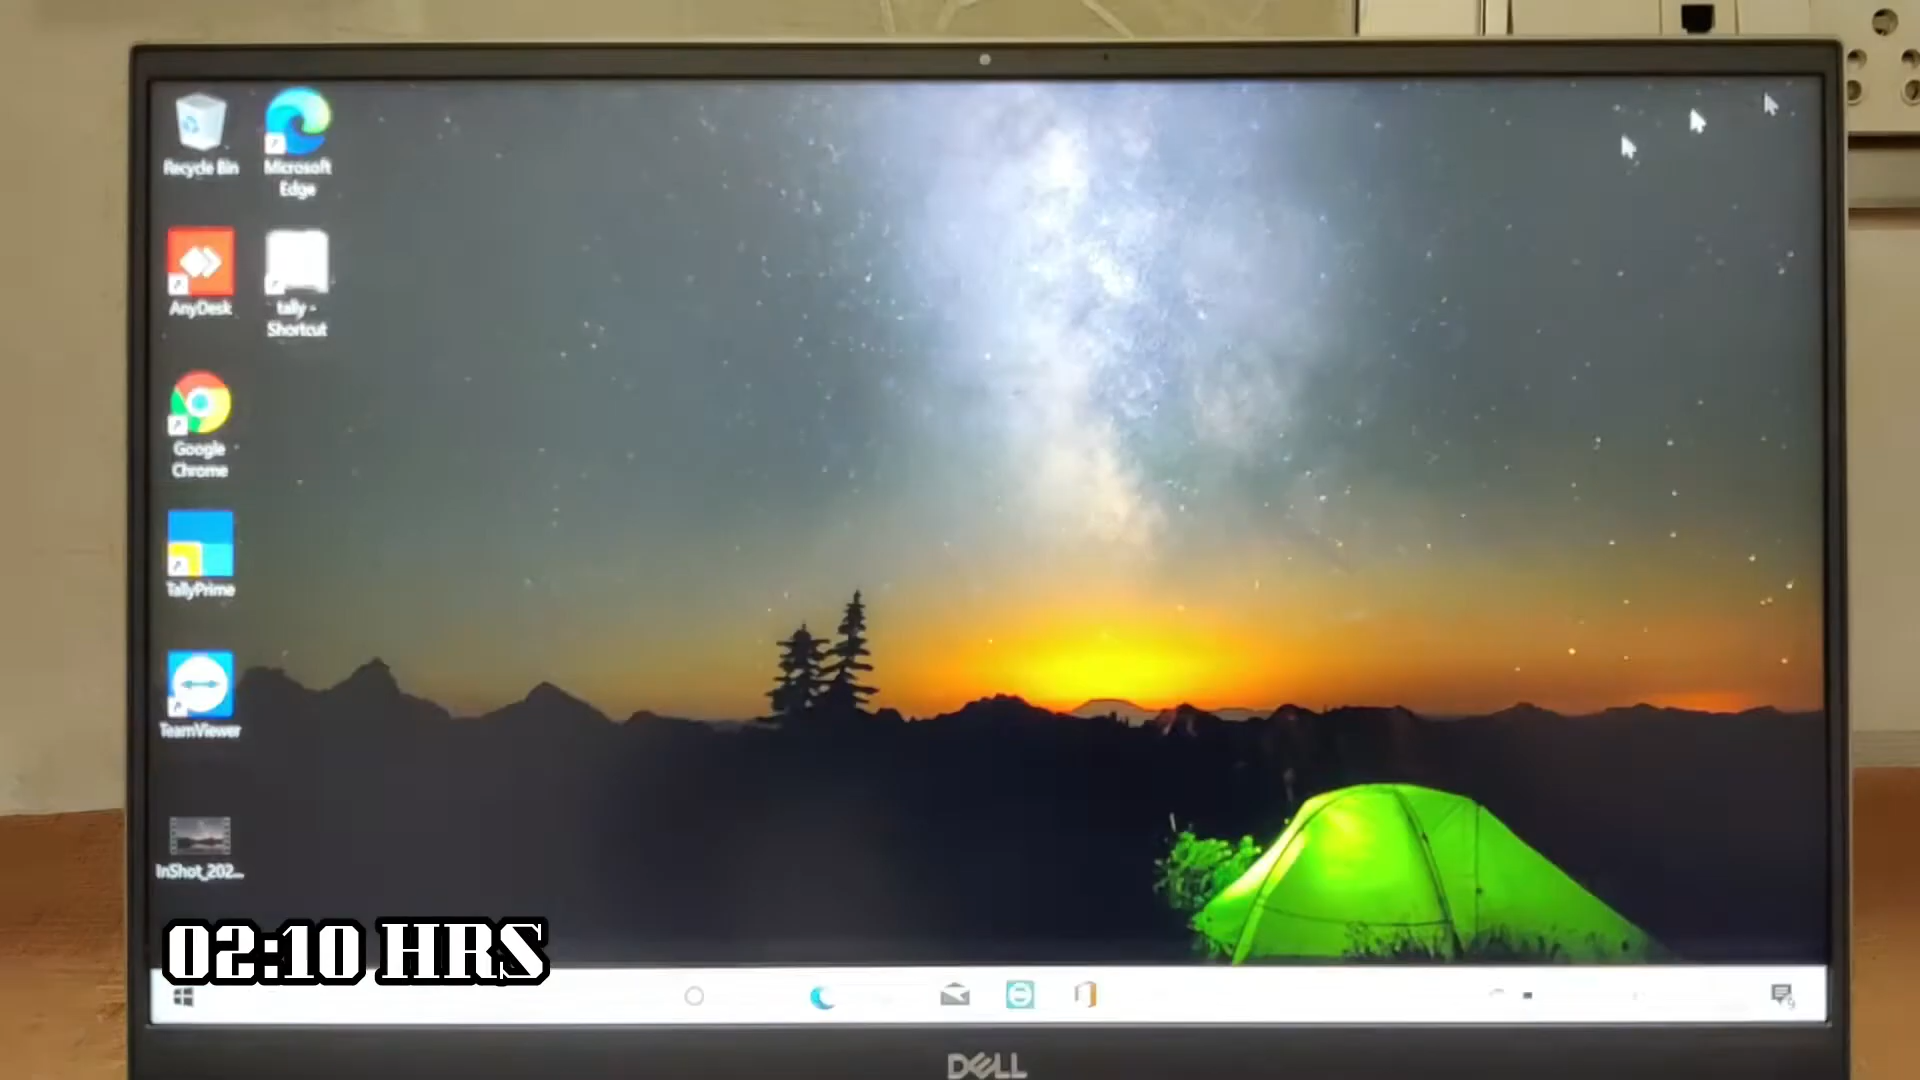 Recycle Bin
Microsoft
Edge
AnyDesk
tally -
Shortcut
Google
Chrome
TallyPrime
TeamViewer
InShot_202...
02:10 HRS
DELL